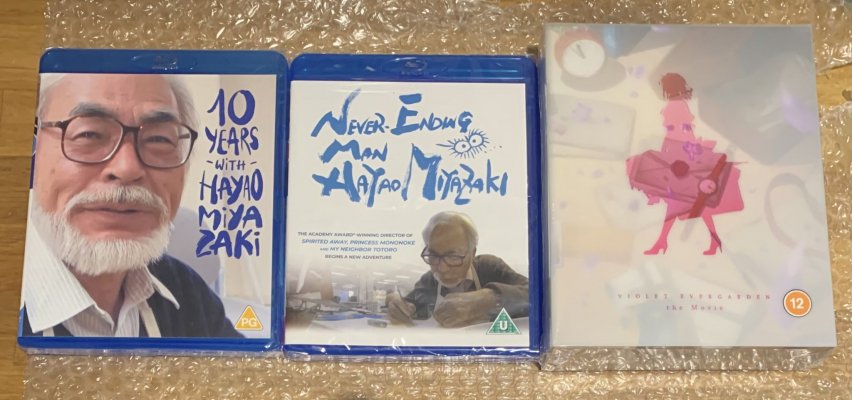 10
YEARS
-WITH-
HAYAO
MiYA
ZAKi
PG
NEVER-ENDING
MAN
HAYAO MIYAZAKI
THE ACADEMY AWARD® WINNING DIRECTOR OF
SPIRITED AWAY, PRINCESS MONONOKE
AND MY NEIGHBOR TOTORO
BEGINS A NEW ADVENTURE
U
VIOLET EVERGARDEN
the Movie
12